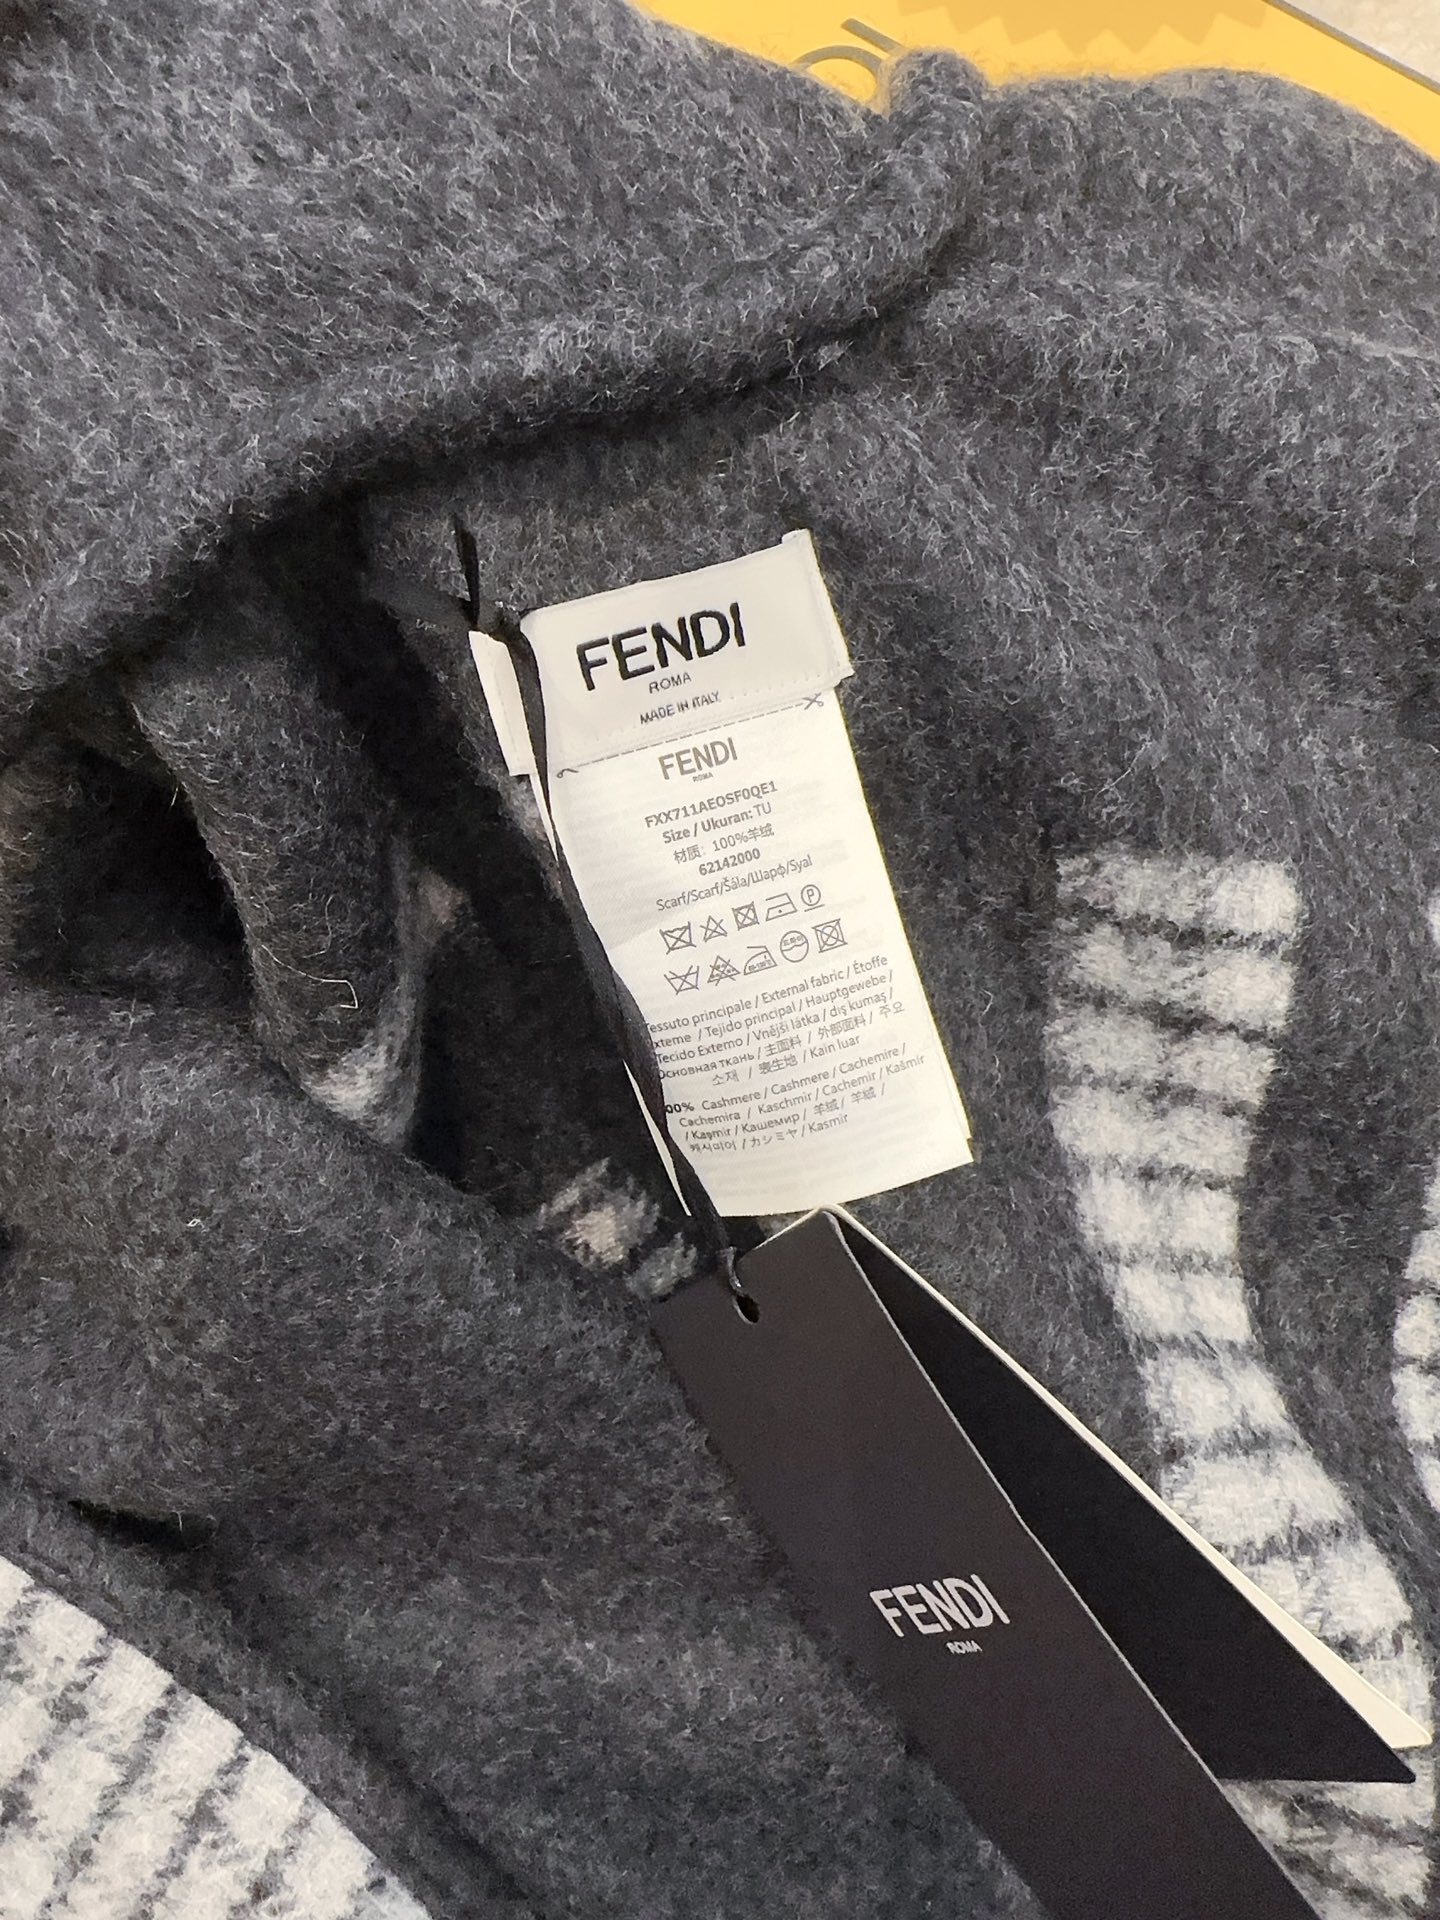 FENDI
ROMA
MADE IN ITALY
FENDI
ROMA
FXX711AEOSF0QE1
Size / Ukuran: TU
材质: 100%羊绒
62142000
Scarf/Scarf/Šála/Шарф/Syal
P
Tessuto principale / External fabric / Étoffe
externe / Tejido principal / Hauptgewebe /
Tecido Externo / Vnější látka / dış kumaş /
Основная ткань / 主面料 / 外部面料 / 주요
소재 / 表生地 / Kain luar
100% Cashmere / Cashmere / Cachemire /
Cachemira / Kaschmir / Cachemir / Kašmír
/ Kaşmir / Кашемир / 羊绒 / 羊絨 /
캐시미어 / カシミヤ / Kasmir
FENDI
ROMA